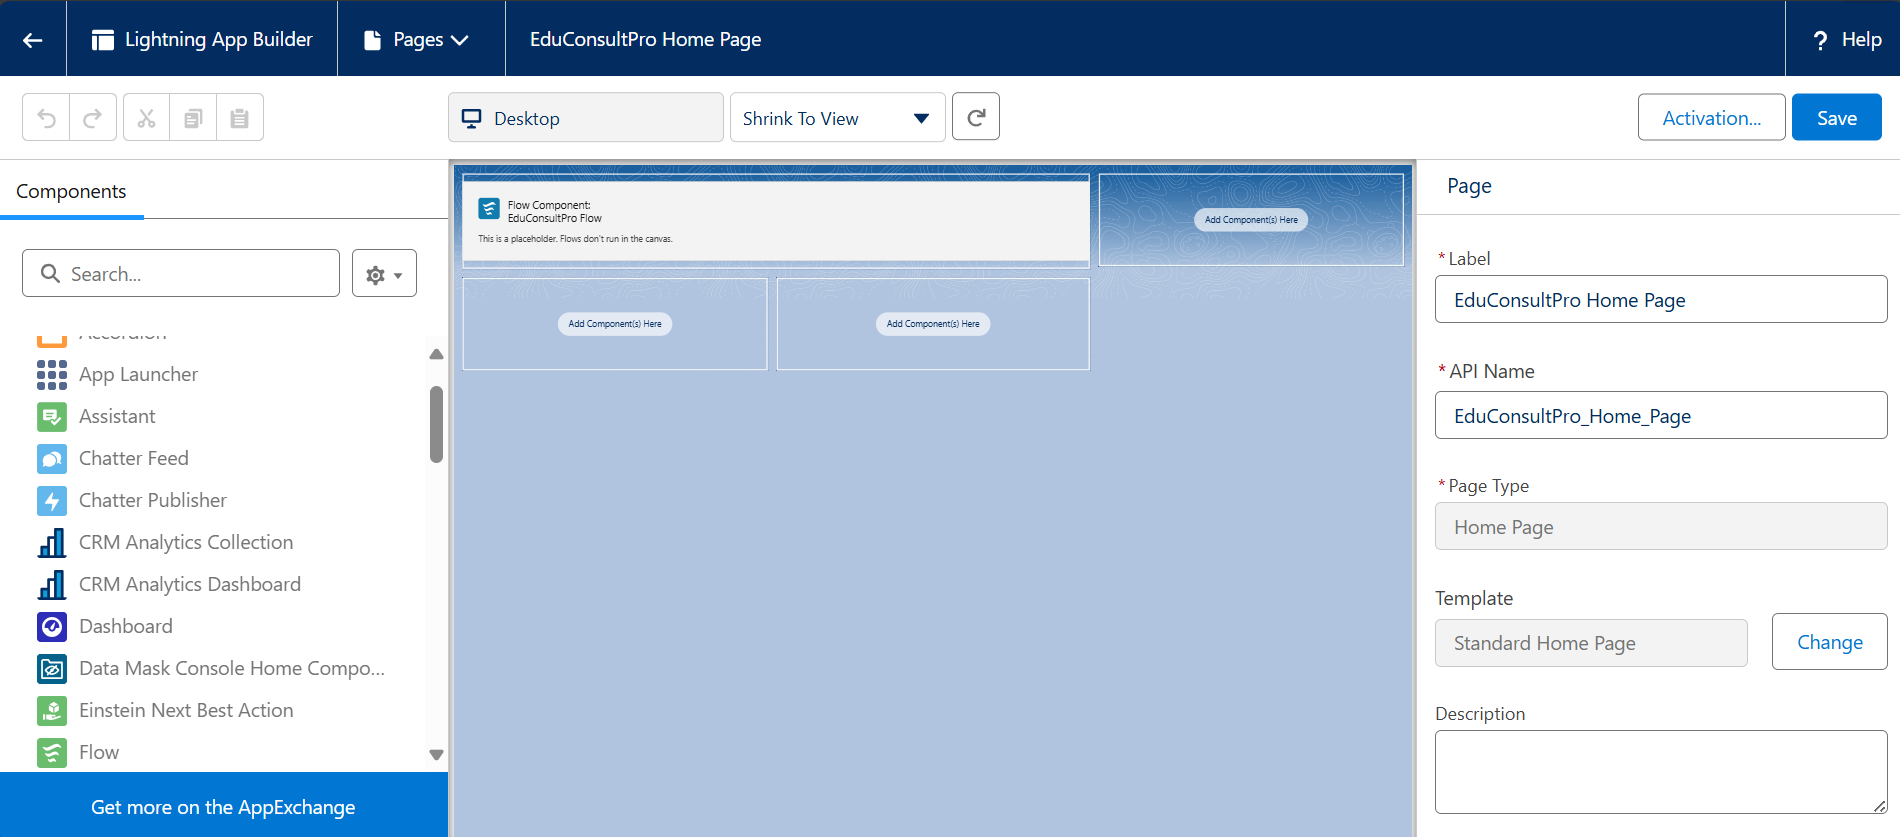 Lightning App Builder
Pages
EduConsultPro Home Page
? Help
Desktop
Shrink To View
Activation...
Save
Components
Search...
Accordion
App Launcher
Assistant
Chatter Feed
Chatter Publisher
CRM Analytics Collection
CRM Analytics Dashboard
Dashboard
Data Mask Console Home Compo...
Einstein Next Best Action
Flow
Get more on the AppExchange
Flow Component:
EduConsultPro Flow
This is a placeholder. Flows don't run in the canvas.
Add Component(s) Here
Add Component(s) Here
Add Component(s) Here
Page
*Label
EduConsultPro Home Page
*API Name
EduConsultPro_Home_Page
*Page Type
Home Page
Template
Standard Home Page
Change
Description